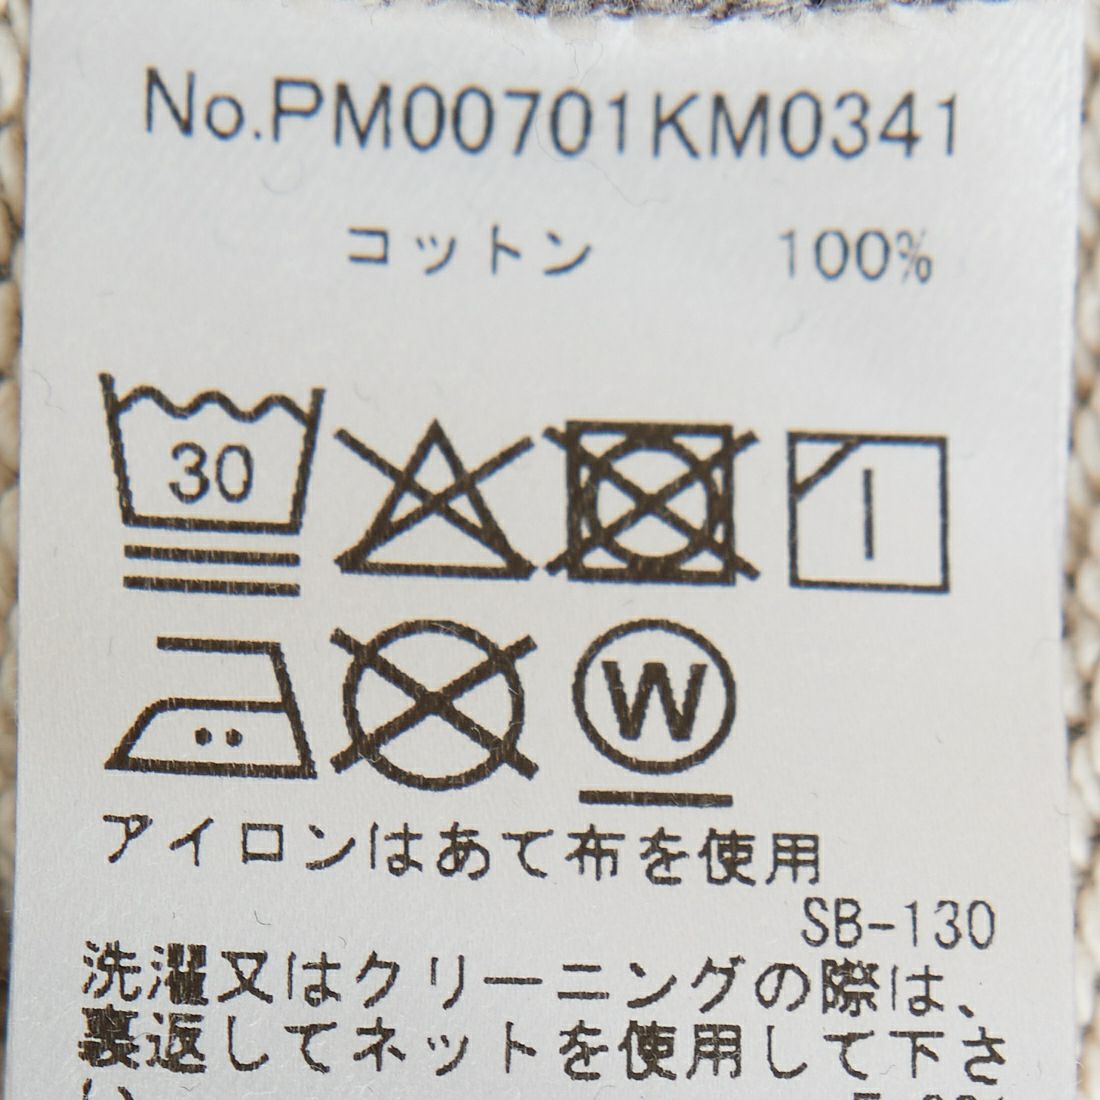 No.PM00701KM0341
コットン 100%
30
W
アイロンはあて布を使用
SB-130
洗濯又はクリーニングの際は、
裏返してネットを使用して下さ
い